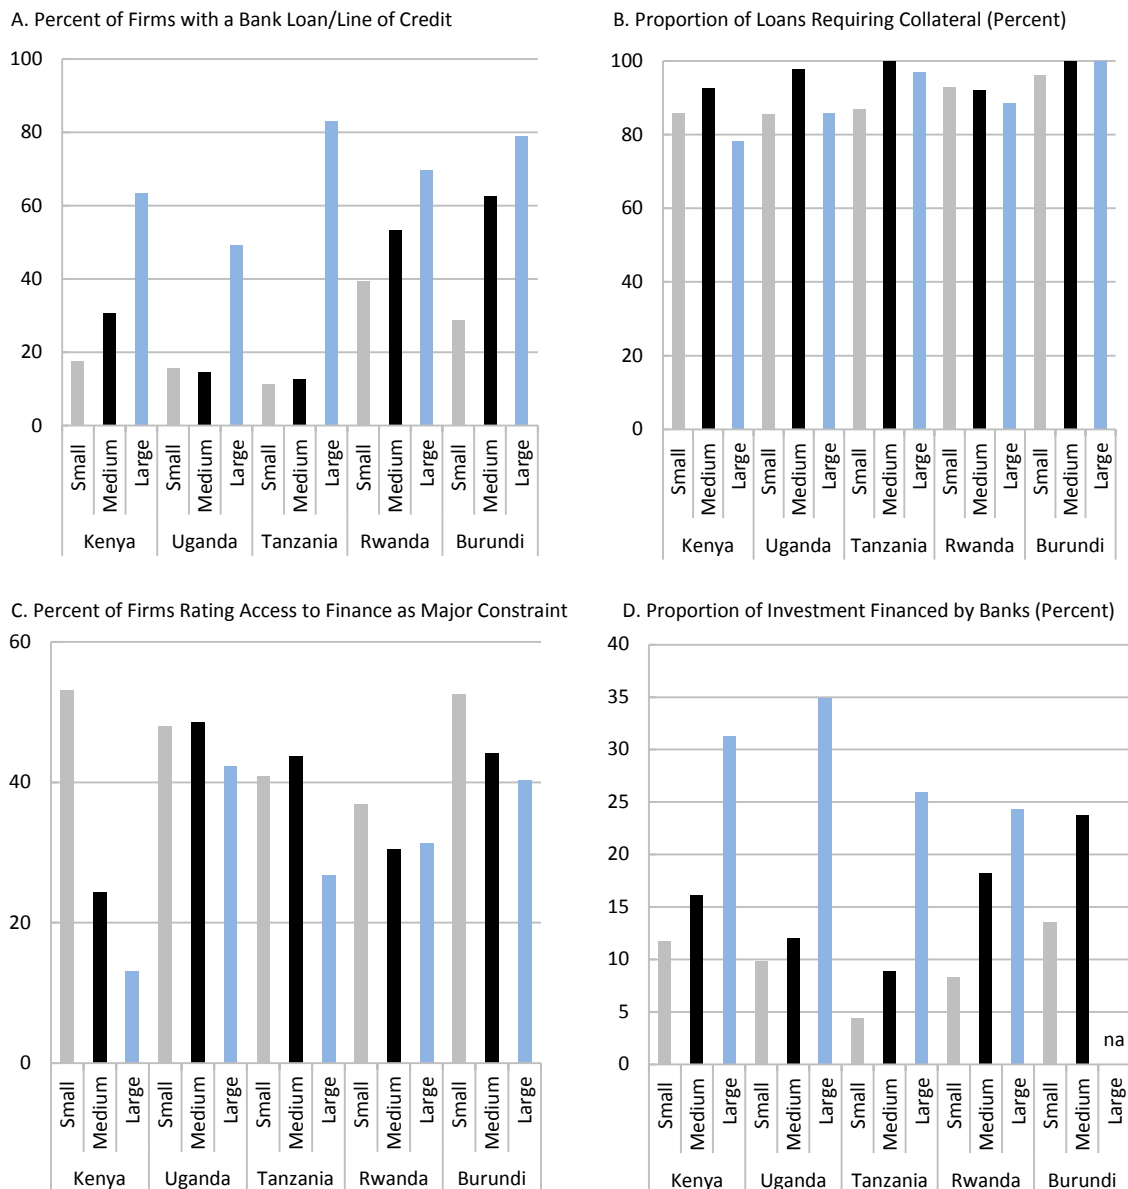 A. Percent of Firms with a Bank Loan/Line of Credit
100
80
60
40
20
0
Small
Medium
Large
Small
Medium
Large
Small
Medium
Large
Small
Medium
Large
Small
Medium
Large
Kenya
Uganda
Tanzania
Rwanda
Burundi
B. Proportion of Loans Requiring Collateral (Percent)
100
80
60
40
20
0
Small
Medium
Large
Small
Medium
Large
Small
Medium
Large
Small
Medium
Large
Small
Medium
Large
Kenya
Uganda
Tanzania
Rwanda
Burundi
C. Percent of Firms Rating Access to Finance as Major Constraint
60
40
20
0
Small
Medium
Large
Small
Medium
Large
Small
Medium
Large
Small
Medium
Large
Small
Medium
Large
Kenya
Uganda
Tanzania
Rwanda
Burundi
D. Proportion of Investment Financed by Banks (Percent)
40
35
30
25
20
15
10
5
0
na
Small
Medium
Large
Small
Medium
Large
Small
Medium
Large
Small
Medium
Large
Small
Medium
Large
Kenya
Uganda
Tanzania
Rwanda
Burundi